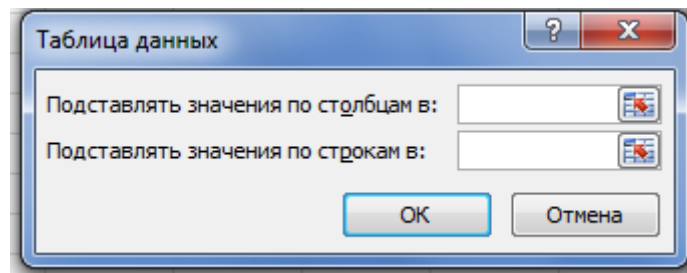 Таблица данных
?
X
Подставлять значения по столбцам в:
Подставлять значения по строкам в:
ОК
Отмена